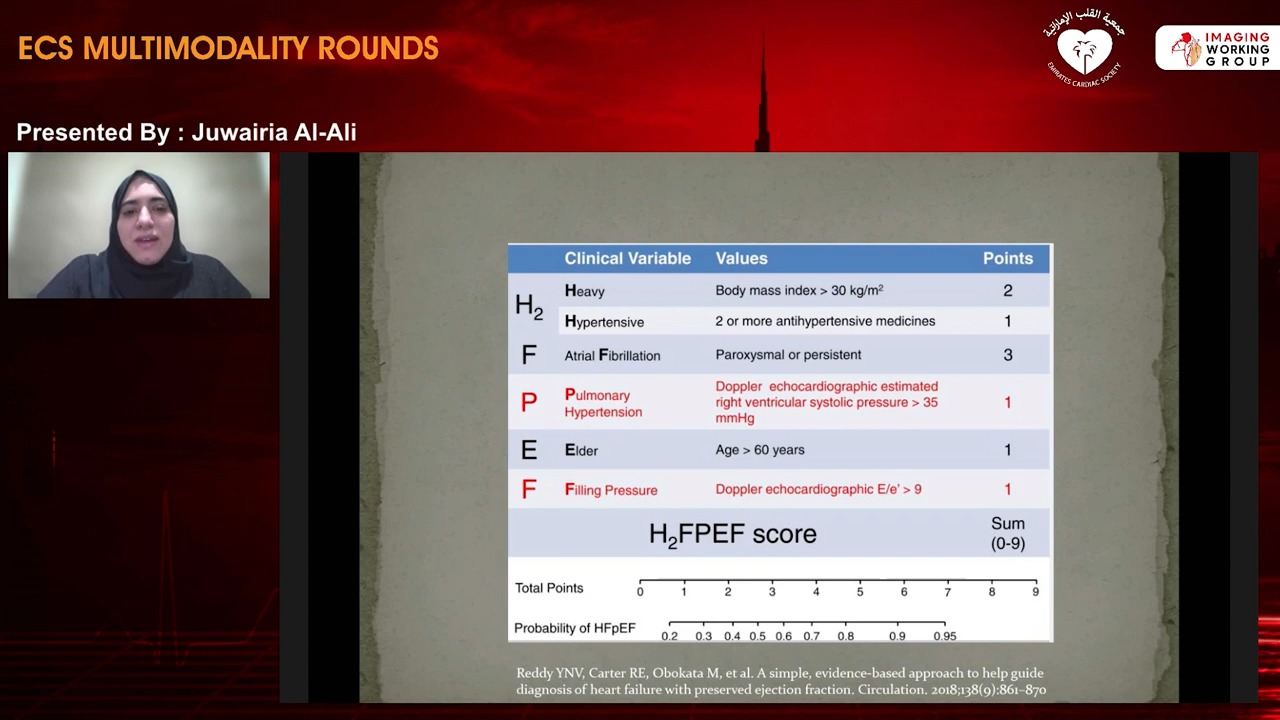 ECS MULTIMODALITY ROUNDS
جمعية القلب الإماراتية
EMIRATES CARDIAC SOCIETY
IMAGING
WORKING
GROUP
Presented By : Juwairia Al-Ali
Clinical Variable Values Points
H2 Heavy Body mass index > 30 kg/m² 2
Hypertensive 2 or more antihypertensive medicines 1
F Atrial Fibrillation Paroxysmal or persistent 3
P Pulmonary
Hypertension
Doppler echocardiographic estimated
right ventricular systolic pressure > 35
mmHg
1
E Elder Age > 60 years 1
F Filling Pressure Doppler echocardiographic E/e' > 9 1
H2FPEF score
Sum
(0-9)
Total Points 0 1 2 3 4 5 6 7 8 9
Probability of HFpEF 0.2 0.3 0.4 0.5 0.6 0.7 0.8 0.9 0.95
Reddy YNV, Carter RE, Obokata M, et al. A simple, evidence-based approach to help guide
diagnosis of heart failure with preserved ejection fraction. Circulation. 2018;138(9):861–870